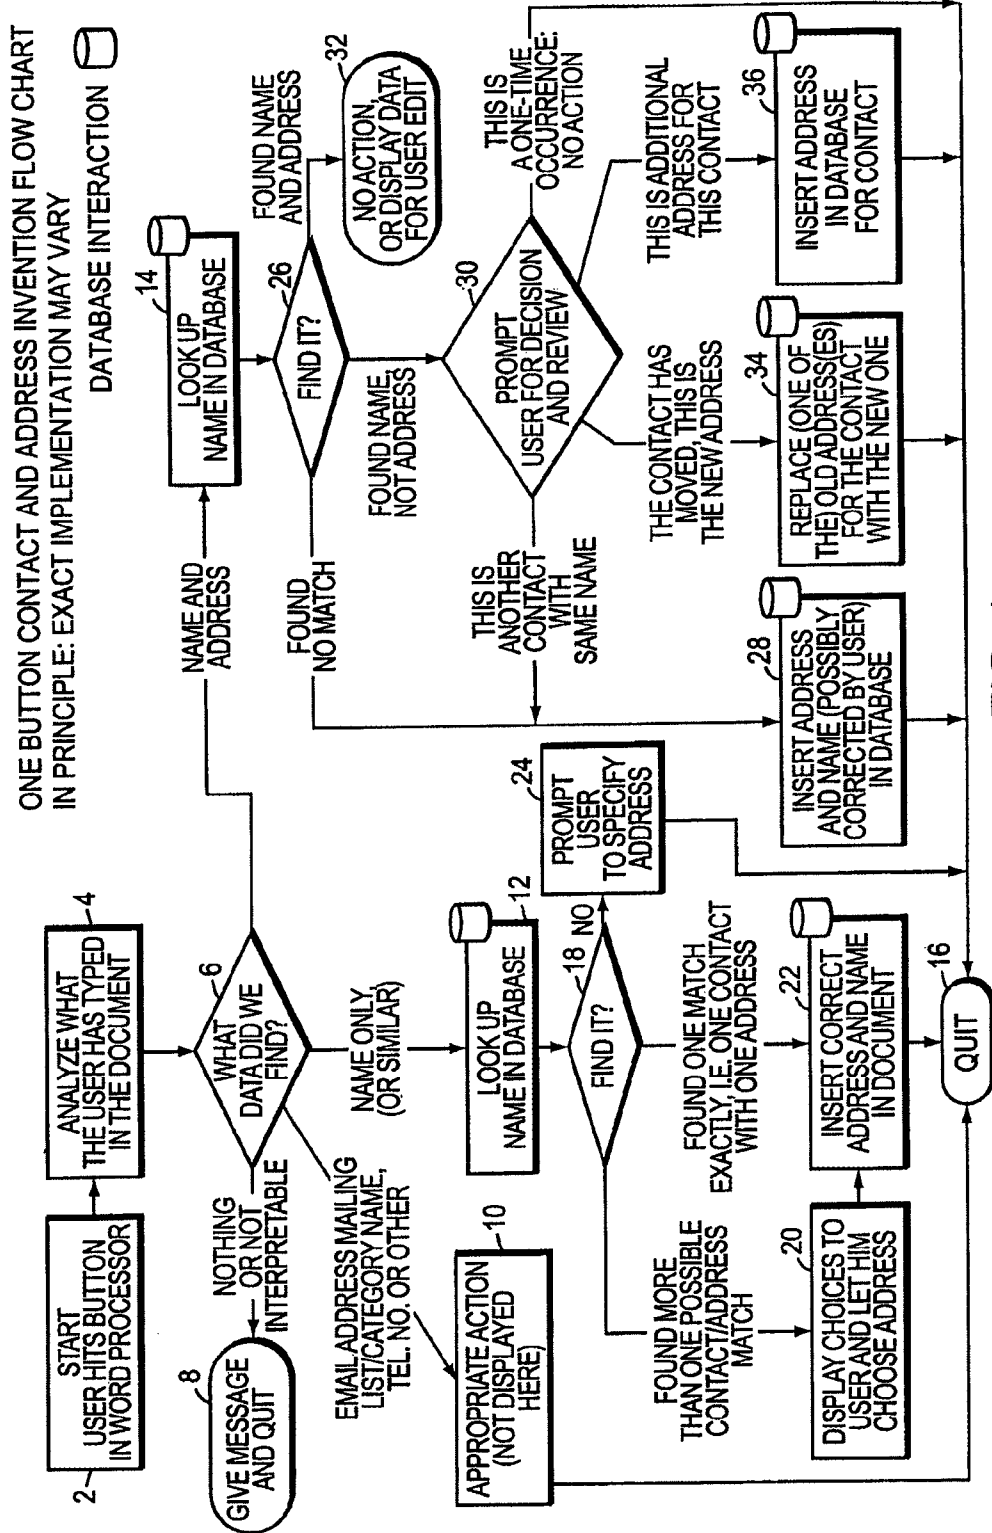 ONE BUTTON CONTACT AND ADDRESS INVENTION FLOW CHART
IN PRINCIPLE: EXACT IMPLEMENTATION MAY VARY
DATABASE INTERACTION
2
START
USER HITS BUTTON
IN WORD PROCESSOR
4
ANALYZE WHAT
THE USER HAS TYPED
IN THE DOCUMENT
6
WHAT
DATA DID WE
FIND?
NOTHING
OR NOT
INTERPRETABLE
8
GIVE MESSAGE
AND QUIT
EMAIL ADDRESS MAILING
LIST/CATEGORY NAME,
TEL. NO. OR OTHER
10
APPROPRIATE ACTION
(NOT DISPLAYED
HERE)
NAME ONLY,
(OR SIMILAR)
12
LOOK UP
NAME IN DATABASE
18
FIND IT?
NO
24
PROMPT
USER
TO SPECIFY
ADDRESS
FOUND MORE
THAN ONE POSSIBLE
CONTACT/ADDRESS
MATCH
20
DISPLAY CHOICES TO
USER AND LET HIM
CHOOSE ADDRESS
FOUND ONE MATCH
EXACTLY, I.E. ONE CONTACT
WITH ONE ADDRESS
22
INSERT CORRECT
ADDRESS AND NAME
IN DOCUMENT
16
QUIT
NAME AND
ADDRESS
14
LOOK UP
NAME IN DATABASE
26
FIND IT?
FOUND NAME
AND ADDRESS
32
NO ACTION,
OR DISPLAY DATA
FOR USER EDIT
FOUND
NO MATCH
FOUND NAME,
NOT ADDRESS
30
PROMPT
USER FOR DECISION
AND REVIEW
THIS IS
ANOTHER
CONTACT
WITH
SAME NAME
THE CONTACT HAS
MOVED, THIS IS
THE NEW ADDRESS
THIS IS ADDITIONAL
ADDRESS FOR
THIS CONTACT
THIS IS
A ONE-TIME
OCCURRENCE:
NO ACTION
28
INSERT ADDRESS
AND NAME (POSSIBLY
CORRECTED BY USER)
IN DATABASE
34
REPLACE (ONE OF
THE) OLD ADDRESS(ES)
FOR THE CONTACT
WITH THE NEW ONE
36
INSERT ADDRESS
IN DATABASE
FOR CONTACT